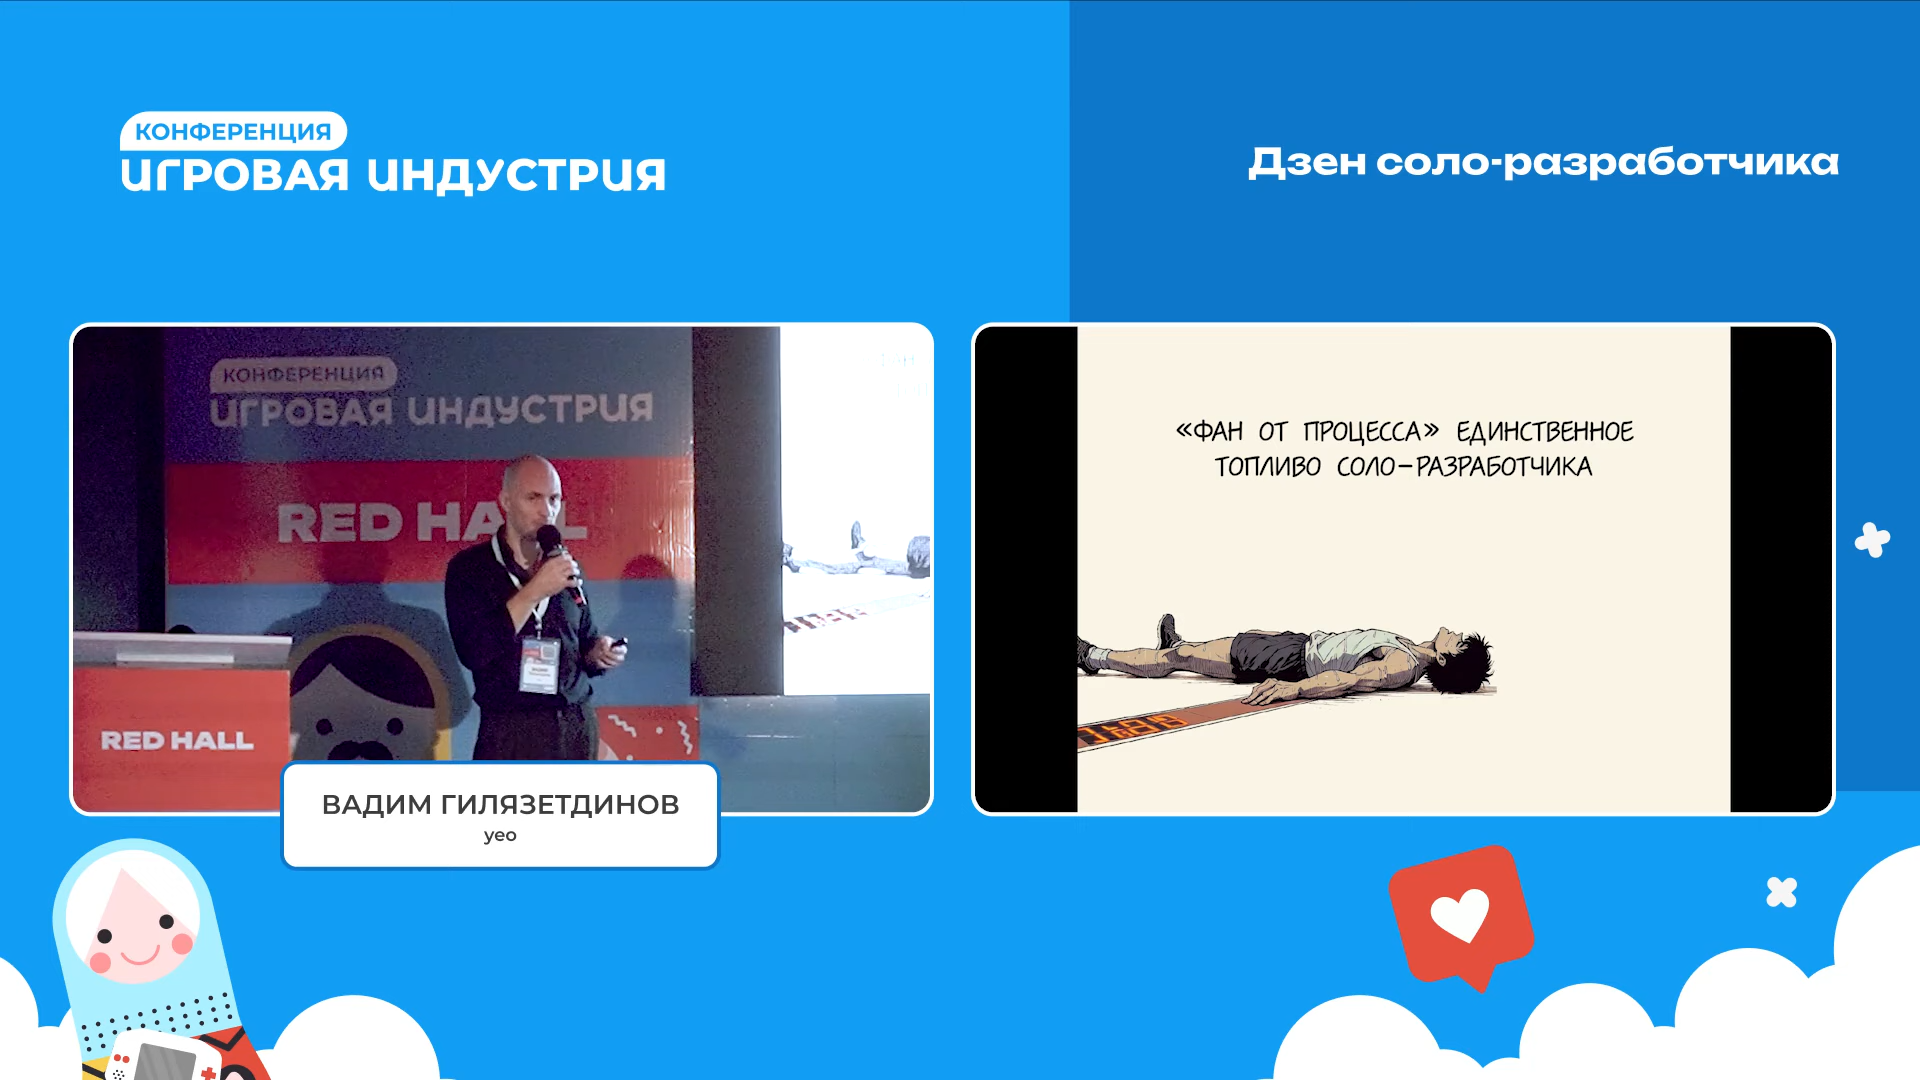 КОНФЕРЕНЦИЯ
ИГРОВАЯ ИНДУСТРИЯ
Дзен соло-разработчика
КОНФЕРЕНЦИЯ
ИГРОВАЯ ИНДУСТРИЯ
RED HALL
RED HALL
«ФАН ОТ ПРОЦЕССА» ЕДИНСТВЕННОЕ
ТОПЛИВО СОЛО-РАЗРАБОТЧИКА
ВАДИМ ГИЛЯЗЕТДИНОВ
yeo